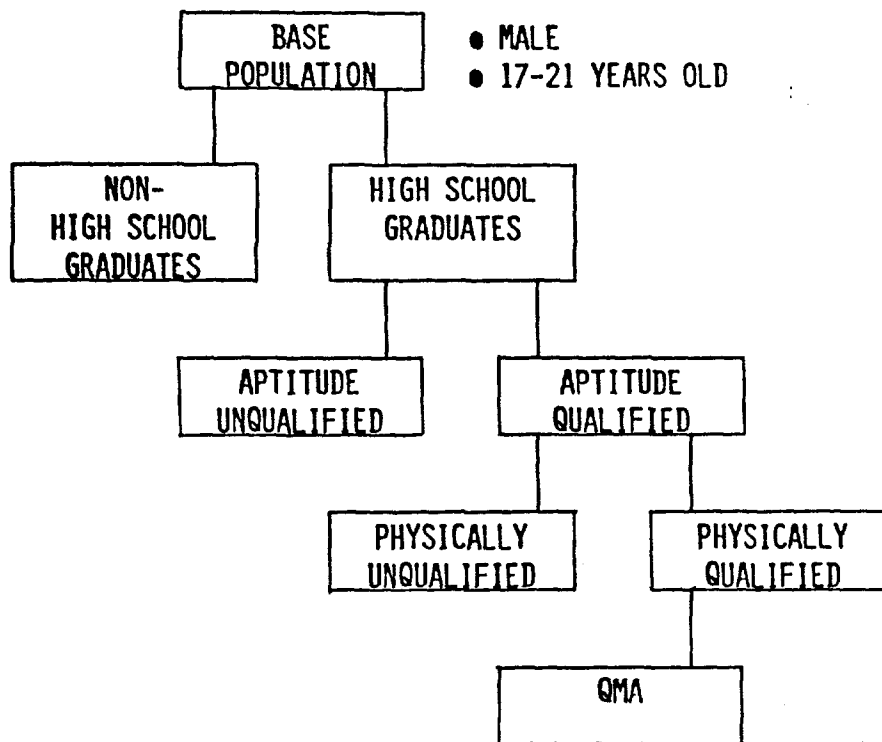 BASE
POPULATION
● MALE
● 17-21 YEARS OLD
NON-
HIGH SCHOOL
GRADUATES
HIGH SCHOOL
GRADUATES
APTITUDE
UNQUALIFIED
APTITUDE
QUALIFIED
PHYSICALLY
UNQUALIFIED
PHYSICALLY
QUALIFIED
QMA